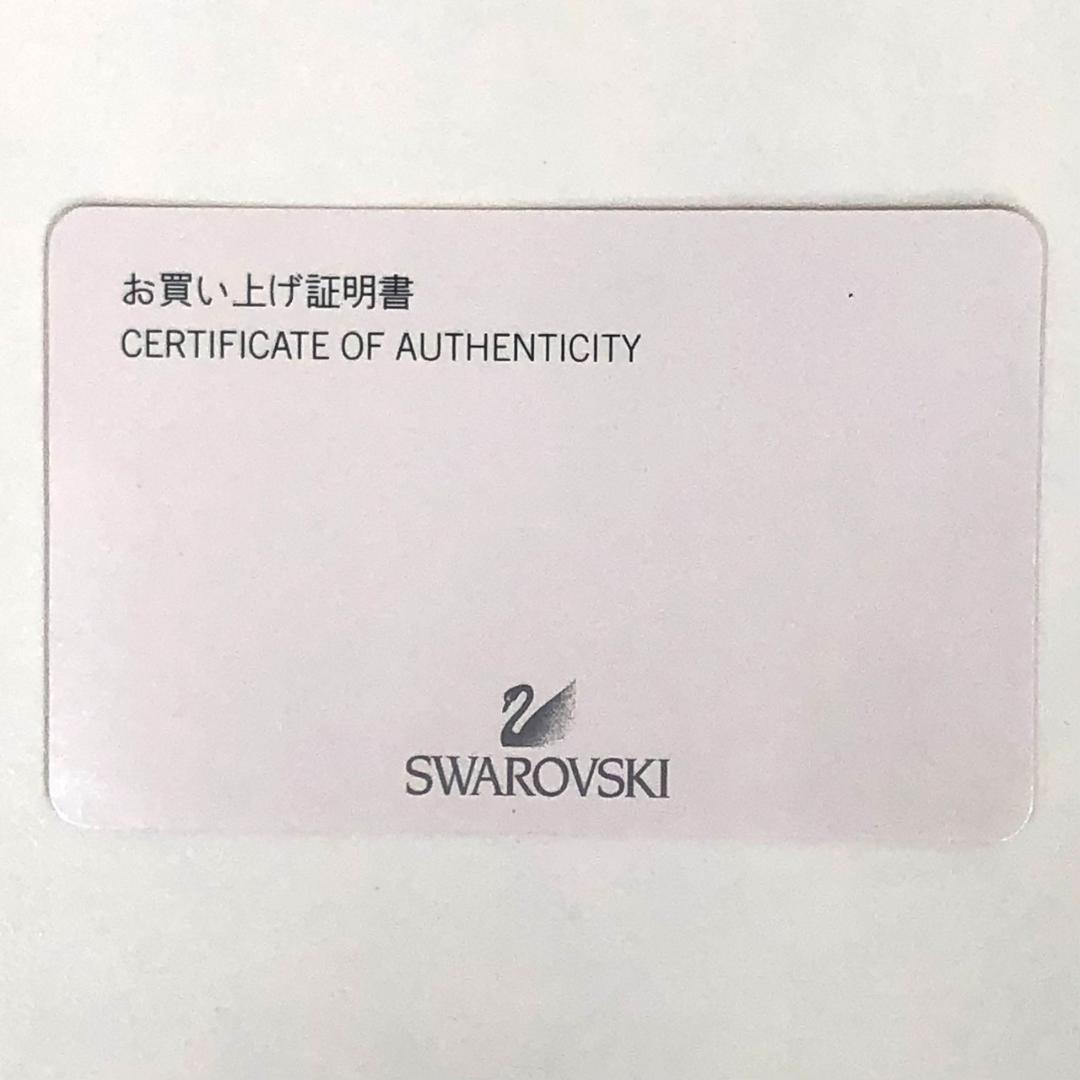 お買い上げ証明書
CERTIFICATE OF AUTHENTICITY
SWAROVSKI